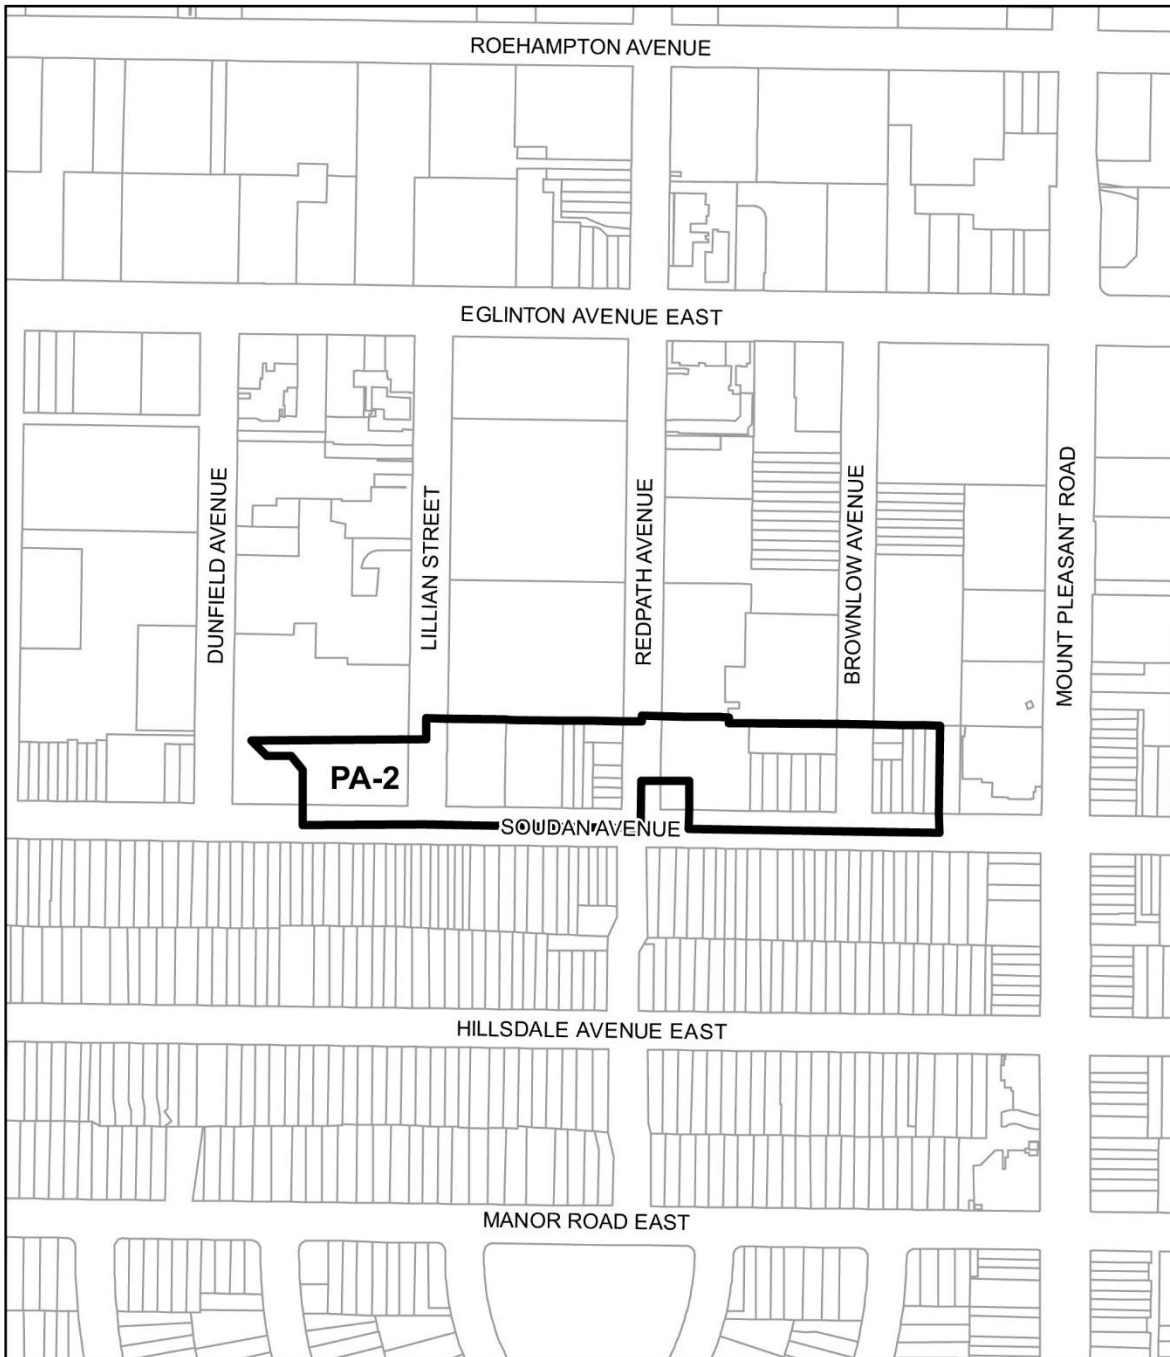 ROEHAMPTON AVENUE
EGLINTON AVENUE EAST
DUNFIELD AVENUE
LILLIAN STREET
REDPATH AVENUE
BROWNLOW AVENUE
MOUNT PLEASANT ROAD
PA-2
SOUDAN AVENUE
HILLSDALE AVENUE EAST
MANOR ROAD EAST